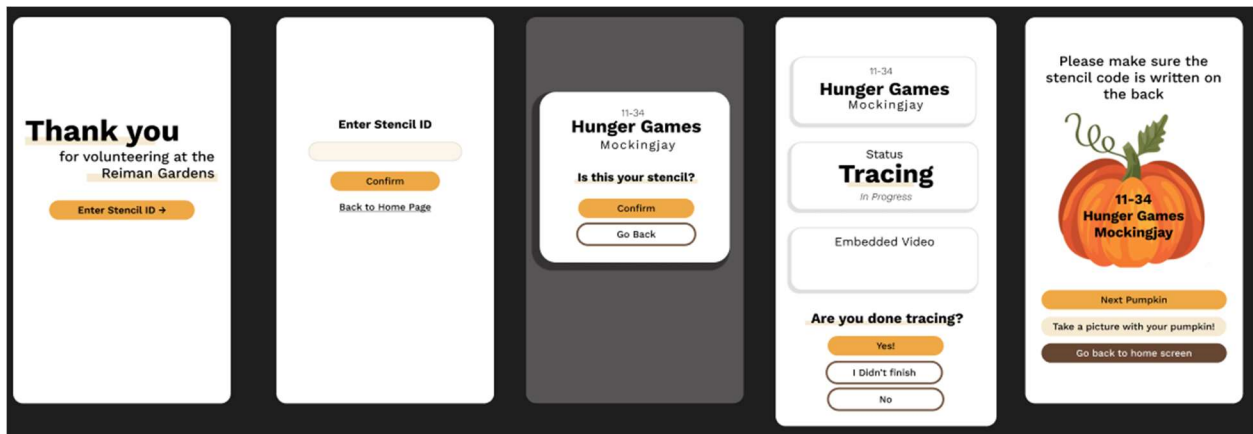 Thank you
for volunteering at the
Reiman Gardens
Enter Stencil ID →
Enter Stencil ID
Confirm
Back to Home Page
11-34
Hunger Games
Mockingjay
Is this your stencil?
Confirm
Go Back
11-34
Hunger Games
Mockingjay
Status
Tracing
In Progress
Embedded Video
Are you done tracing?
Yes!
I Didn't finish
No
Please make sure the
stencil code is written on
the back
11-34
Hunger Games
Mockingjay
Next Pumpkin
Take a picture with your pumpkin!
Go back to home screen